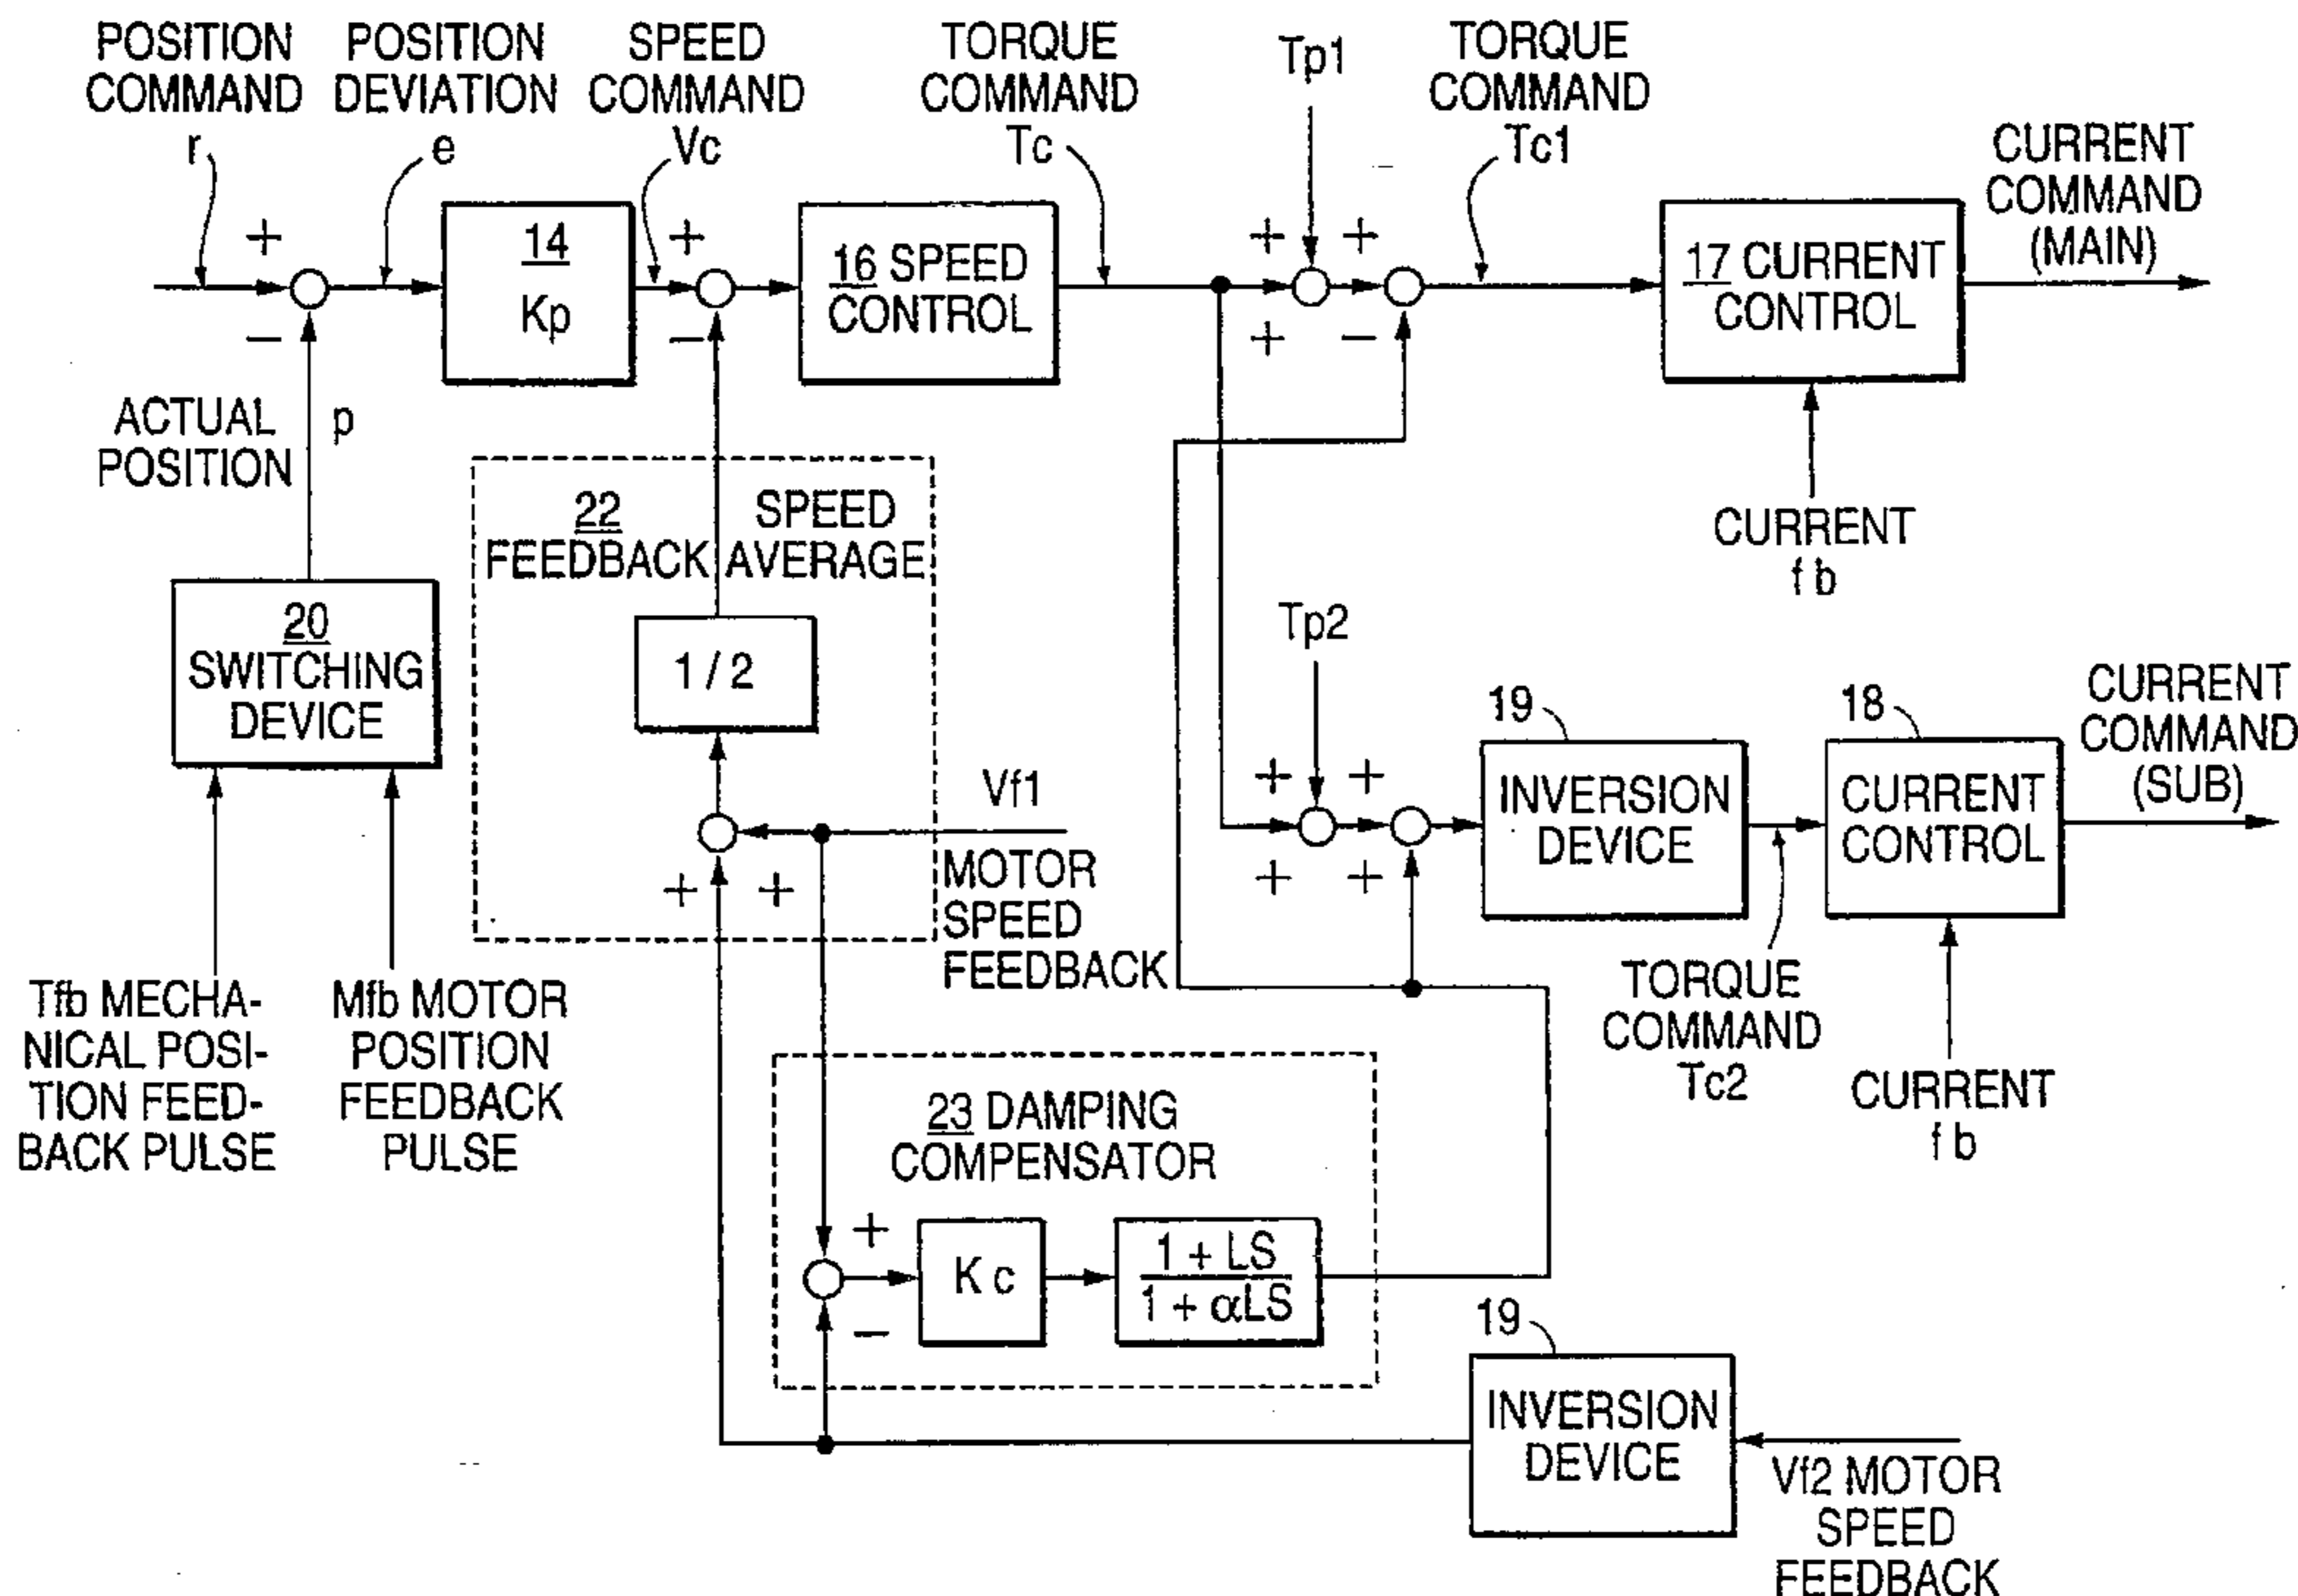 POSITION
COMMAND
r
POSITION
DEVIATION
e
SPEED
COMMAND
Vc
TORQUE
COMMAND
Tc
Tp1
TORQUE
COMMAND
Tc1
CURRENT
COMMAND
(MAIN)
+
−
14
Kp
+
−
16 SPEED
CONTROL
+
+
+
−
17 CURRENT
CONTROL
ACTUAL
POSITION
p
CURRENT
f b
22
FEEDBACK
SPEED
AVERAGE
1 / 2
20
SWITCHING
DEVICE
Tp2
19
18
CURRENT
COMMAND
(SUB)
+
+
+
+
INVERSION
DEVICE
CURRENT
CONTROL
Vf1
MOTOR
SPEED
FEEDBACK
+
+
Tfb MECHA-
NICAL POSI-
TION FEED-
BACK PULSE
Mfb MOTOR
POSITION
FEEDBACK
PULSE
TORQUE
COMMAND
Tc2
CURRENT
f b
23 DAMPING
COMPENSATOR
+
−
K c
1 + LS
1 + αLS
19
INVERSION
DEVICE
Vf2 MOTOR
SPEED
FEEDBACK